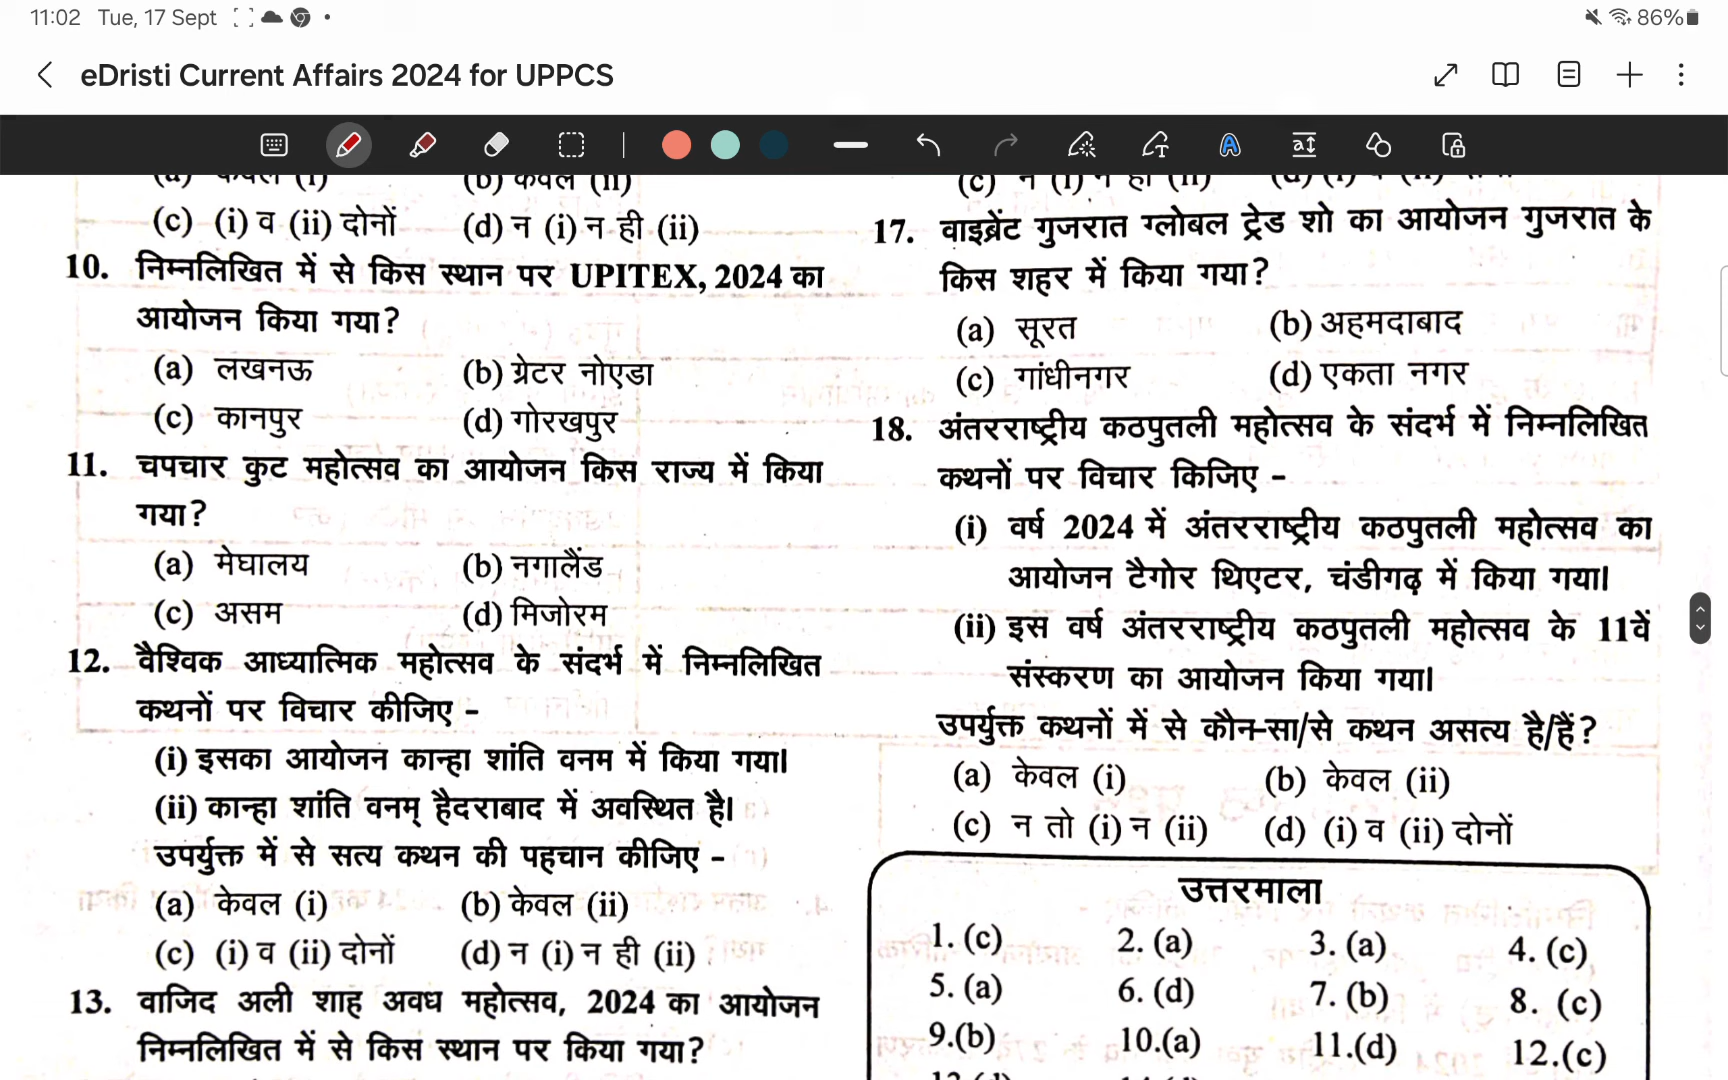 11:02 Tue, 17 Sept
86%
eDristi Current Affairs 2024 for UPPCS
(a) केवल (i) (b) केवल (ii)
(c) (i) व (ii) दोनों (d) न (i) न ही (ii)
10. निम्नलिखित में से किस स्थान पर UPITEX, 2024 का
आयोजन किया गया?
(a) लखनऊ (b) ग्रेटर नोएडा
(c) कानपुर (d) गोरखपुर
11. चपचार कुट महोत्सव का आयोजन किस राज्य में किया
गया?
(a) मेघालय (b) नगालैंड
(c) असम (d) मिजोरम
12. वैश्विक आध्यात्मिक महोत्सव के संदर्भ में निम्नलिखित
कथनों पर विचार कीजिए -
(i) इसका आयोजन कान्हा शांति वनम में किया गया।
(ii) कान्हा शांति वनम् हैदराबाद में अवस्थित है।
उपर्युक्त में से सत्य कथन की पहचान कीजिए -
(a) केवल (i) (b) केवल (ii)
(c) (i) व (ii) दोनों (d) न (i) न ही (ii)
13. वाजिद अली शाह अवध महोत्सव, 2024 का आयोजन
निम्नलिखित में से किस स्थान पर किया गया?
(c) न (i) न ही (ii)
17. वाइब्रेंट गुजरात ग्लोबल ट्रेड शो का आयोजन गुजरात के
किस शहर में किया गया?
(a) सूरत (b) अहमदाबाद
(c) गांधीनगर (d) एकता नगर
18. अंतरराष्ट्रीय कठपुतली महोत्सव के संदर्भ में निम्नलिखित
कथनों पर विचार किजिए -
(i) वर्ष 2024 में अंतरराष्ट्रीय कठपुतली महोत्सव का
आयोजन टैगोर थिएटर, चंडीगढ़ में किया गया।
(ii) इस वर्ष अंतरराष्ट्रीय कठपुतली महोत्सव के 11वें
संस्करण का आयोजन किया गया।
उपर्युक्त कथनों में से कौन-सा/से कथन असत्य है/हैं?
(a) केवल (i) (b) केवल (ii)
(c) न तो (i) न (ii) (d) (i) व (ii) दोनों
उत्तरमाला
1. (c) 2. (a) 3. (a) 4. (c)
5. (a) 6. (d) 7. (b) 8. (c)
9.(b) 10.(a) 11.(d) 12.(c)